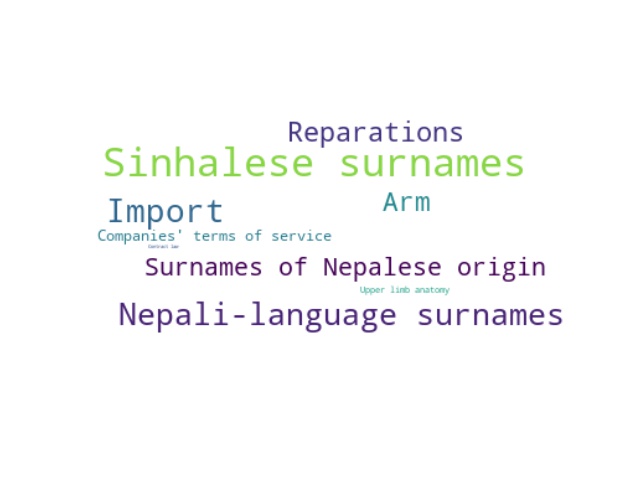 Reparations
Sinhalese surnames
Arm
Import
Companies' terms of service
Contract law
Surnames of Nepalese origin
Upper limb anatomy
Nepali-language surnames